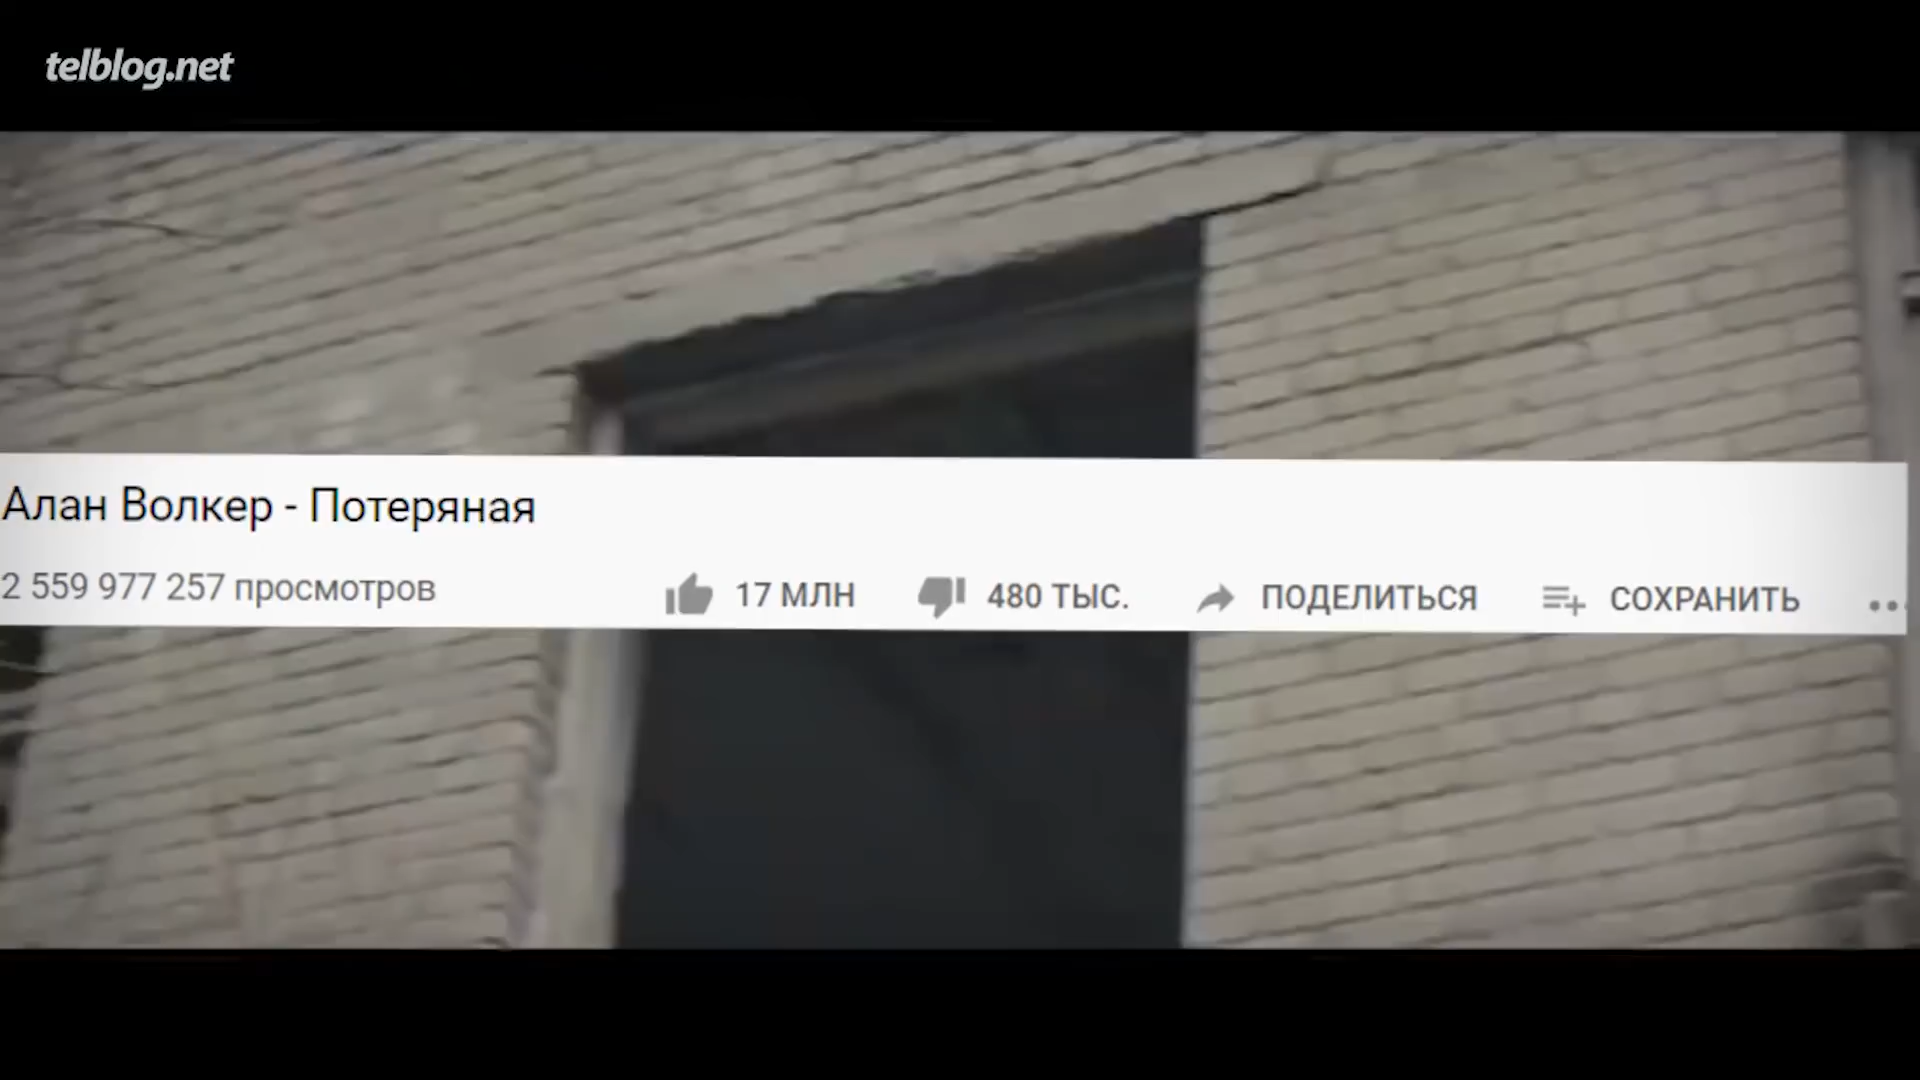 telblog.net
Алан Волкер - Потеряная
2 559 977 257 просмотров
17 МЛН 480 ТЫС. ПОДЕЛИТЬСЯ СОХРАНИТЬ